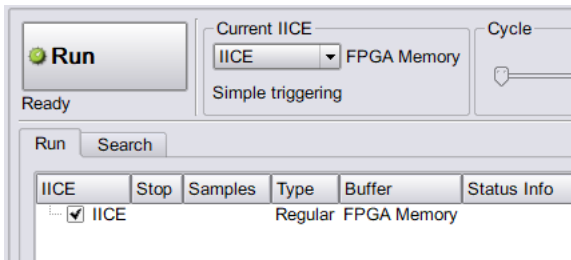 Run
Ready
Current IICE
IICE FPGA Memory
Simple triggering
Cycle
Run Search
IICE Stop Samples Type Buffer Status Info
IICE Regular FPGA Memory